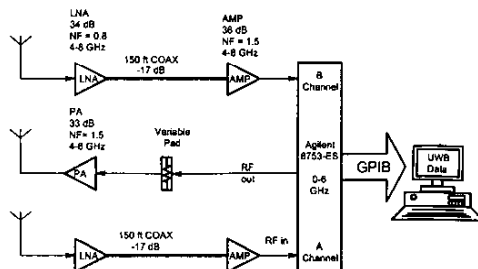 LNA
34 dB
NF = 0.8
4-8 GHz
AMP
36 dB
NF = 1.5
4-8 GHz
150 ft COAX
-17 dB
LNA
AMP
B
Channel
PA
33 dB
NF= 1.5
4-8 GHz
Variable
Pad
PA
RF
out
Agilent
8753-ES
0-6
GHz
GPIB
UWB
Data
150 ft COAX
-17 dB
RF in
LNA
AMP
A
Channel